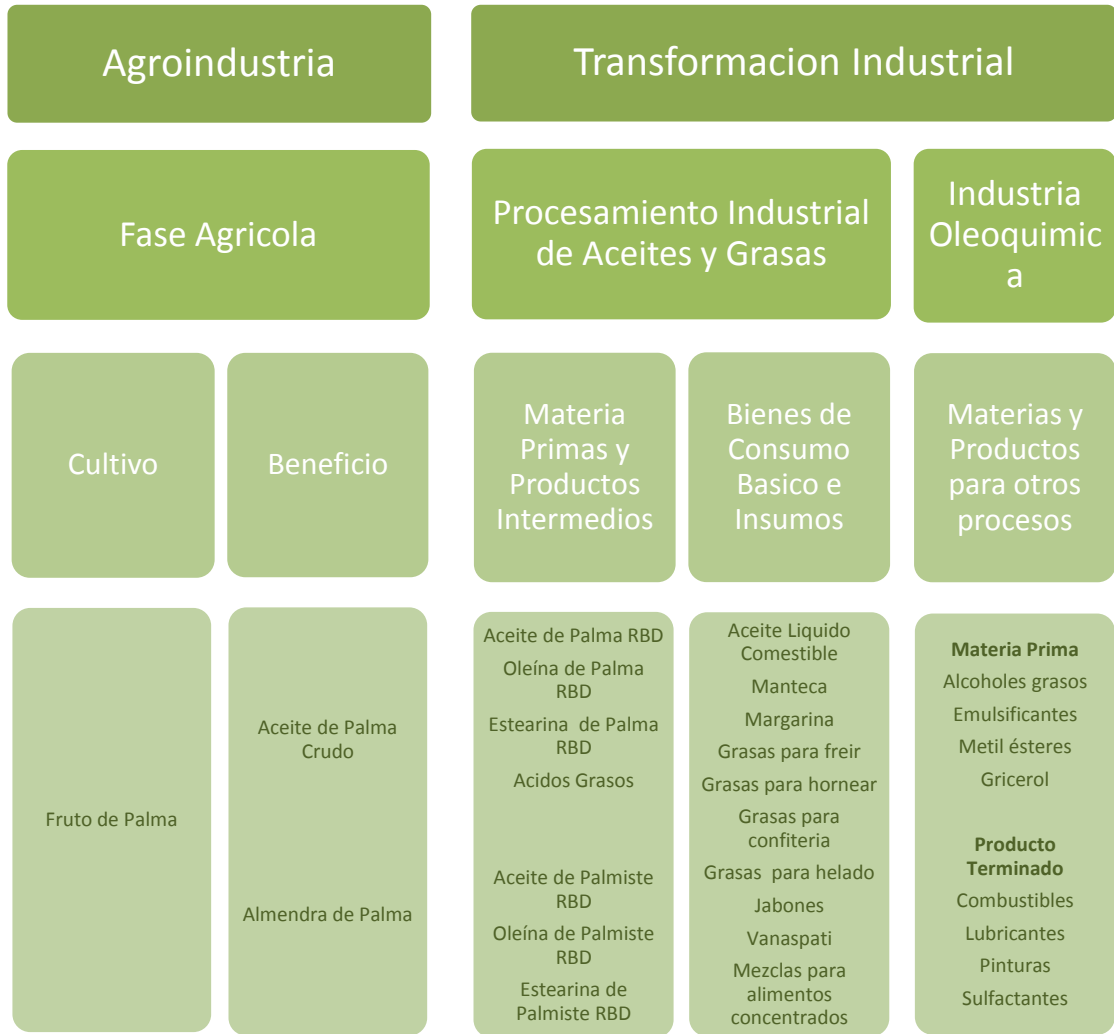 Agroindustria
Transformacion Industrial
Fase Agricola
Procesamiento Industrial
de Aceites y Grasas
Industria
Oleoquimic
a
Cultivo
Beneficio
Materia
Primas y
Productos
Intermedios
Bienes de
Consumo
Basico e
Insumos
Materias y
Productos
para otros
procesos
Fruto de Palma
Aceite de Palma
Crudo
Almendra de Palma
Aceite de Palma RBD
Oleína de Palma
RBD
Estearina de Palma
RBD
Acidos Grasos
Aceite de Palmiste
RBD
Oleína de Palmiste
RBD
Estearina de
Palmiste RBD
Aceite Liquido
Comestible
Manteca
Margarina
Grasas para freir
Grasas para hornear
Grasas para
confiteria
Grasas para helado
Jabones
Vanaspati
Mezclas para
alimentos
concentrados
Materia Prima
Alcoholes grasos
Emulsificantes
Metil ésteres
Gricerol
Producto
Terminado
Combustibles
Lubricantes
Pinturas
Sulfactantes